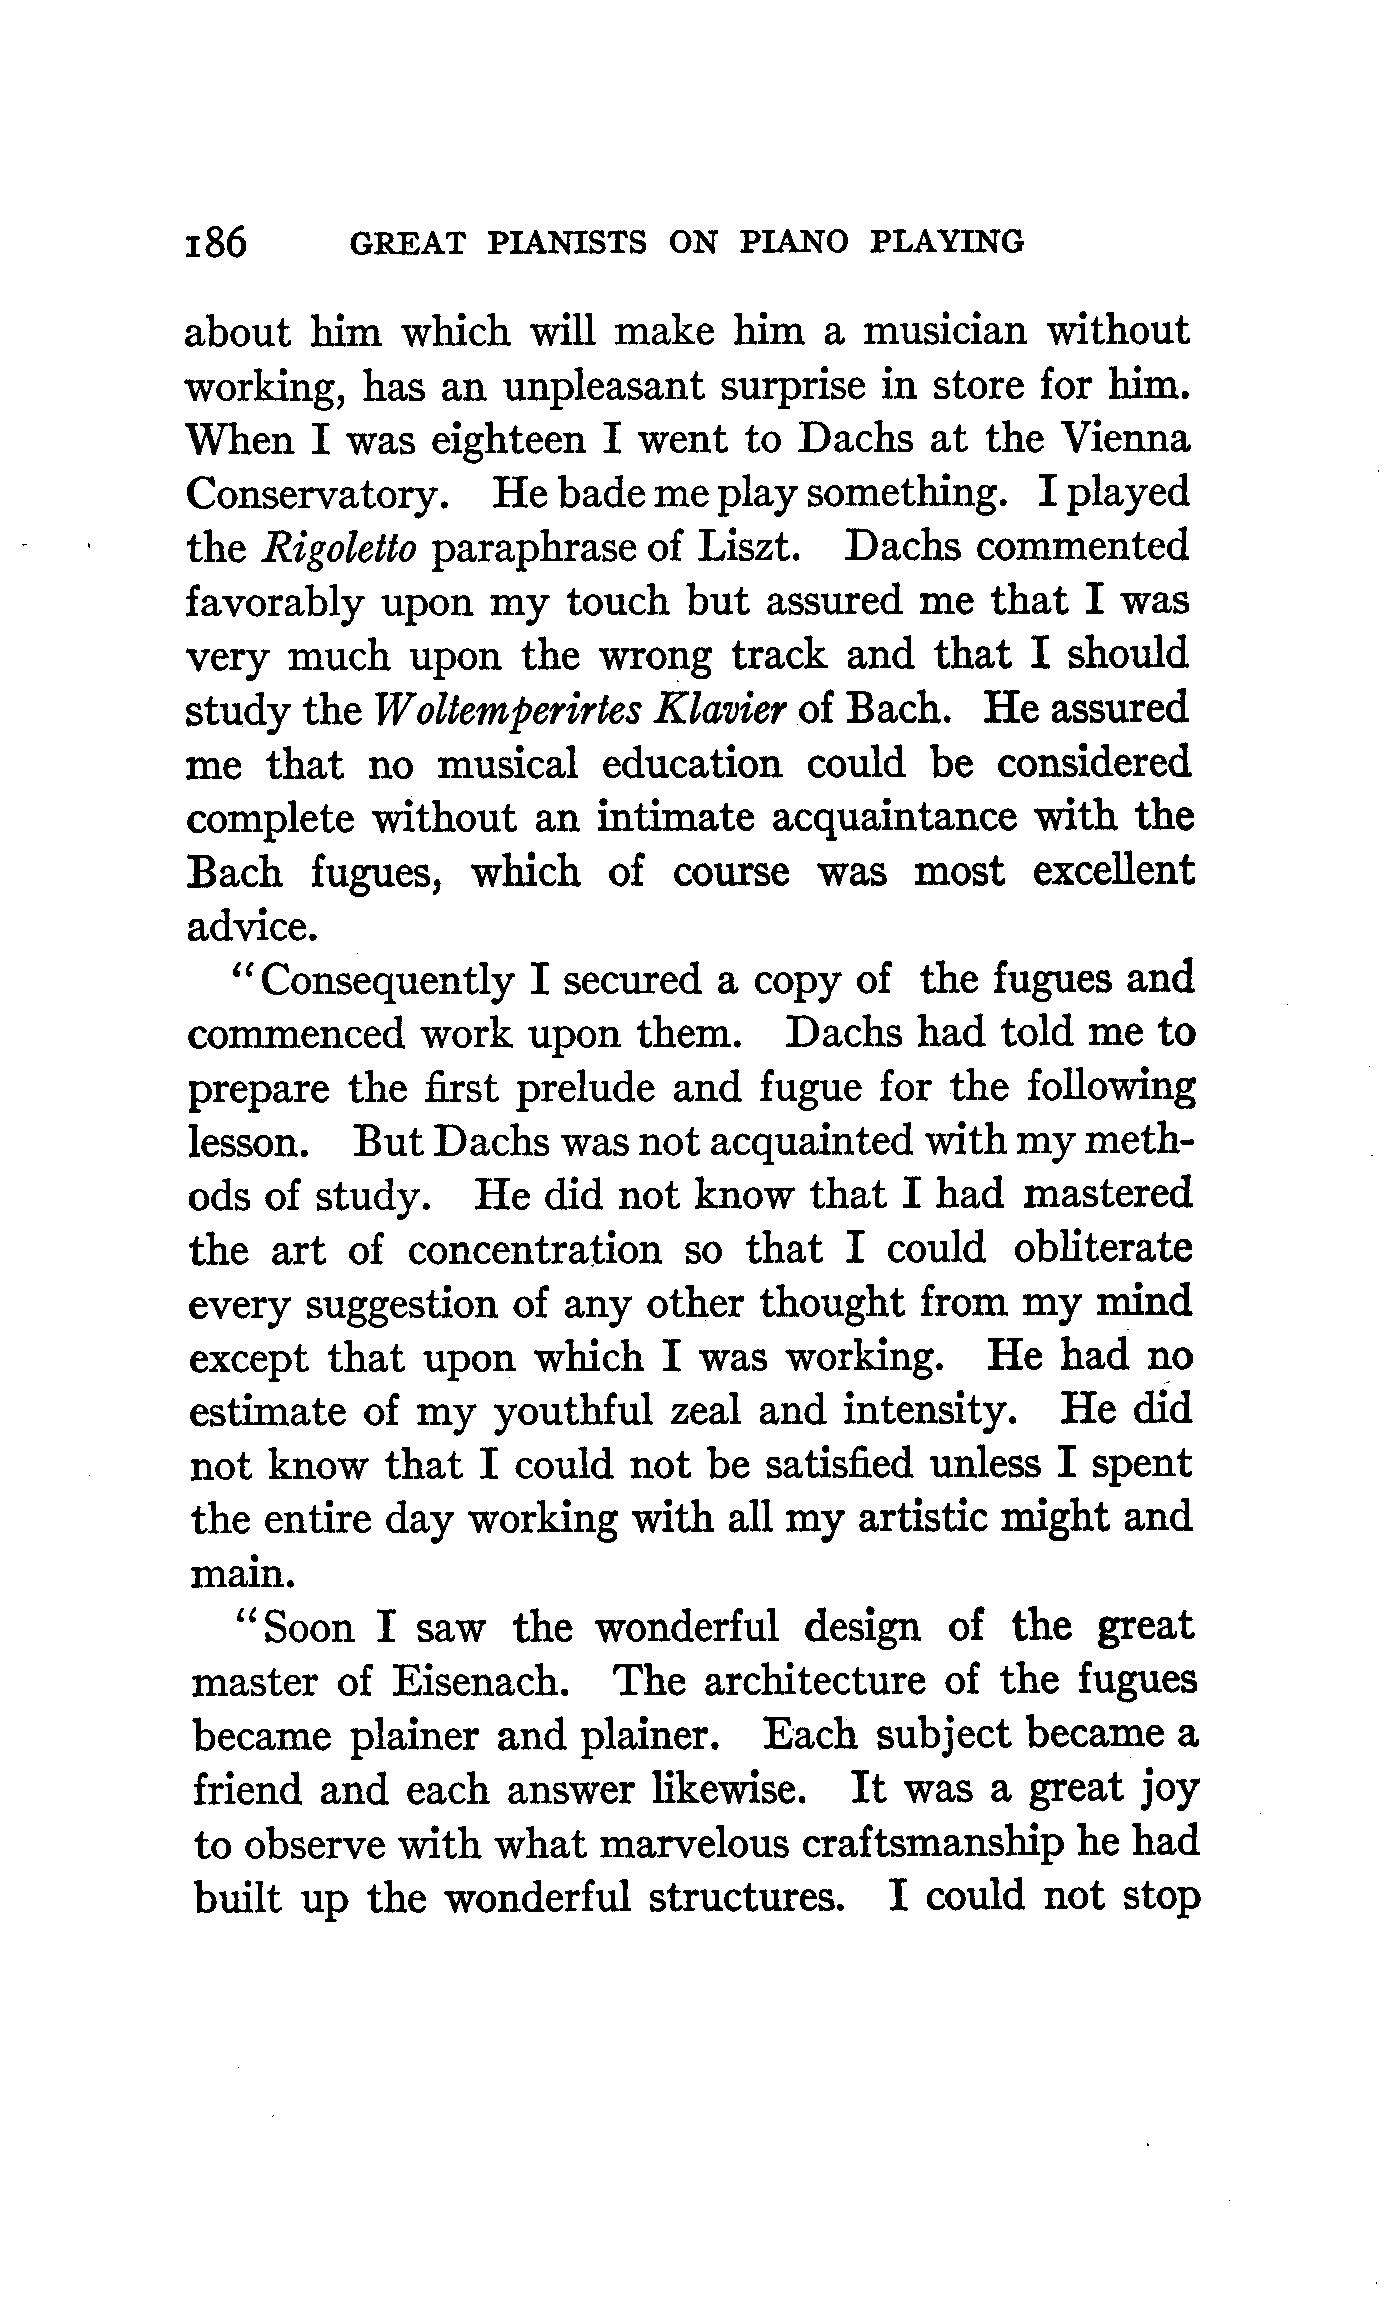 186 GREAT PIANISTS ON PIANO PLAYING
about him which will make him a musician without
working, has an unpleasant surprise in store for him.
When I was eighteen I went to Dachs at the Vienna
Conservatory. He bade me play something. I played
the Rigoletto paraphrase of Liszt. Dachs commented
favorably upon my touch but assured me that I was
very much upon the wrong track and that I should
study the Woltemperirtes Klavier of Bach. He assured
me that no musical education could be considered
complete without an intimate acquaintance with the
Bach fugues, which of course was most excellent
advice.
"Consequently I secured a copy of the fugues and
commenced work upon them. Dachs had told me to
prepare the first prelude and fugue for the following
lesson. But Dachs was not acquainted with my meth-
ods of study. He did not know that I had mastered
the art of concentration so that I could obliterate
every suggestion of any other thought from my mind
except that upon which I was working. He had no
estimate of my youthful zeal and intensity. He did
not know that I could not be satisfied unless I spent
the entire day working with all my artistic might and
main.
"Soon I saw the wonderful design of the great
master of Eisenach. The architecture of the fugues
became plainer and plainer. Each subject became a
friend and each answer likewise. It was a great joy
to observe with what marvelous craftsmanship he had
built up the wonderful structures. I could not stop